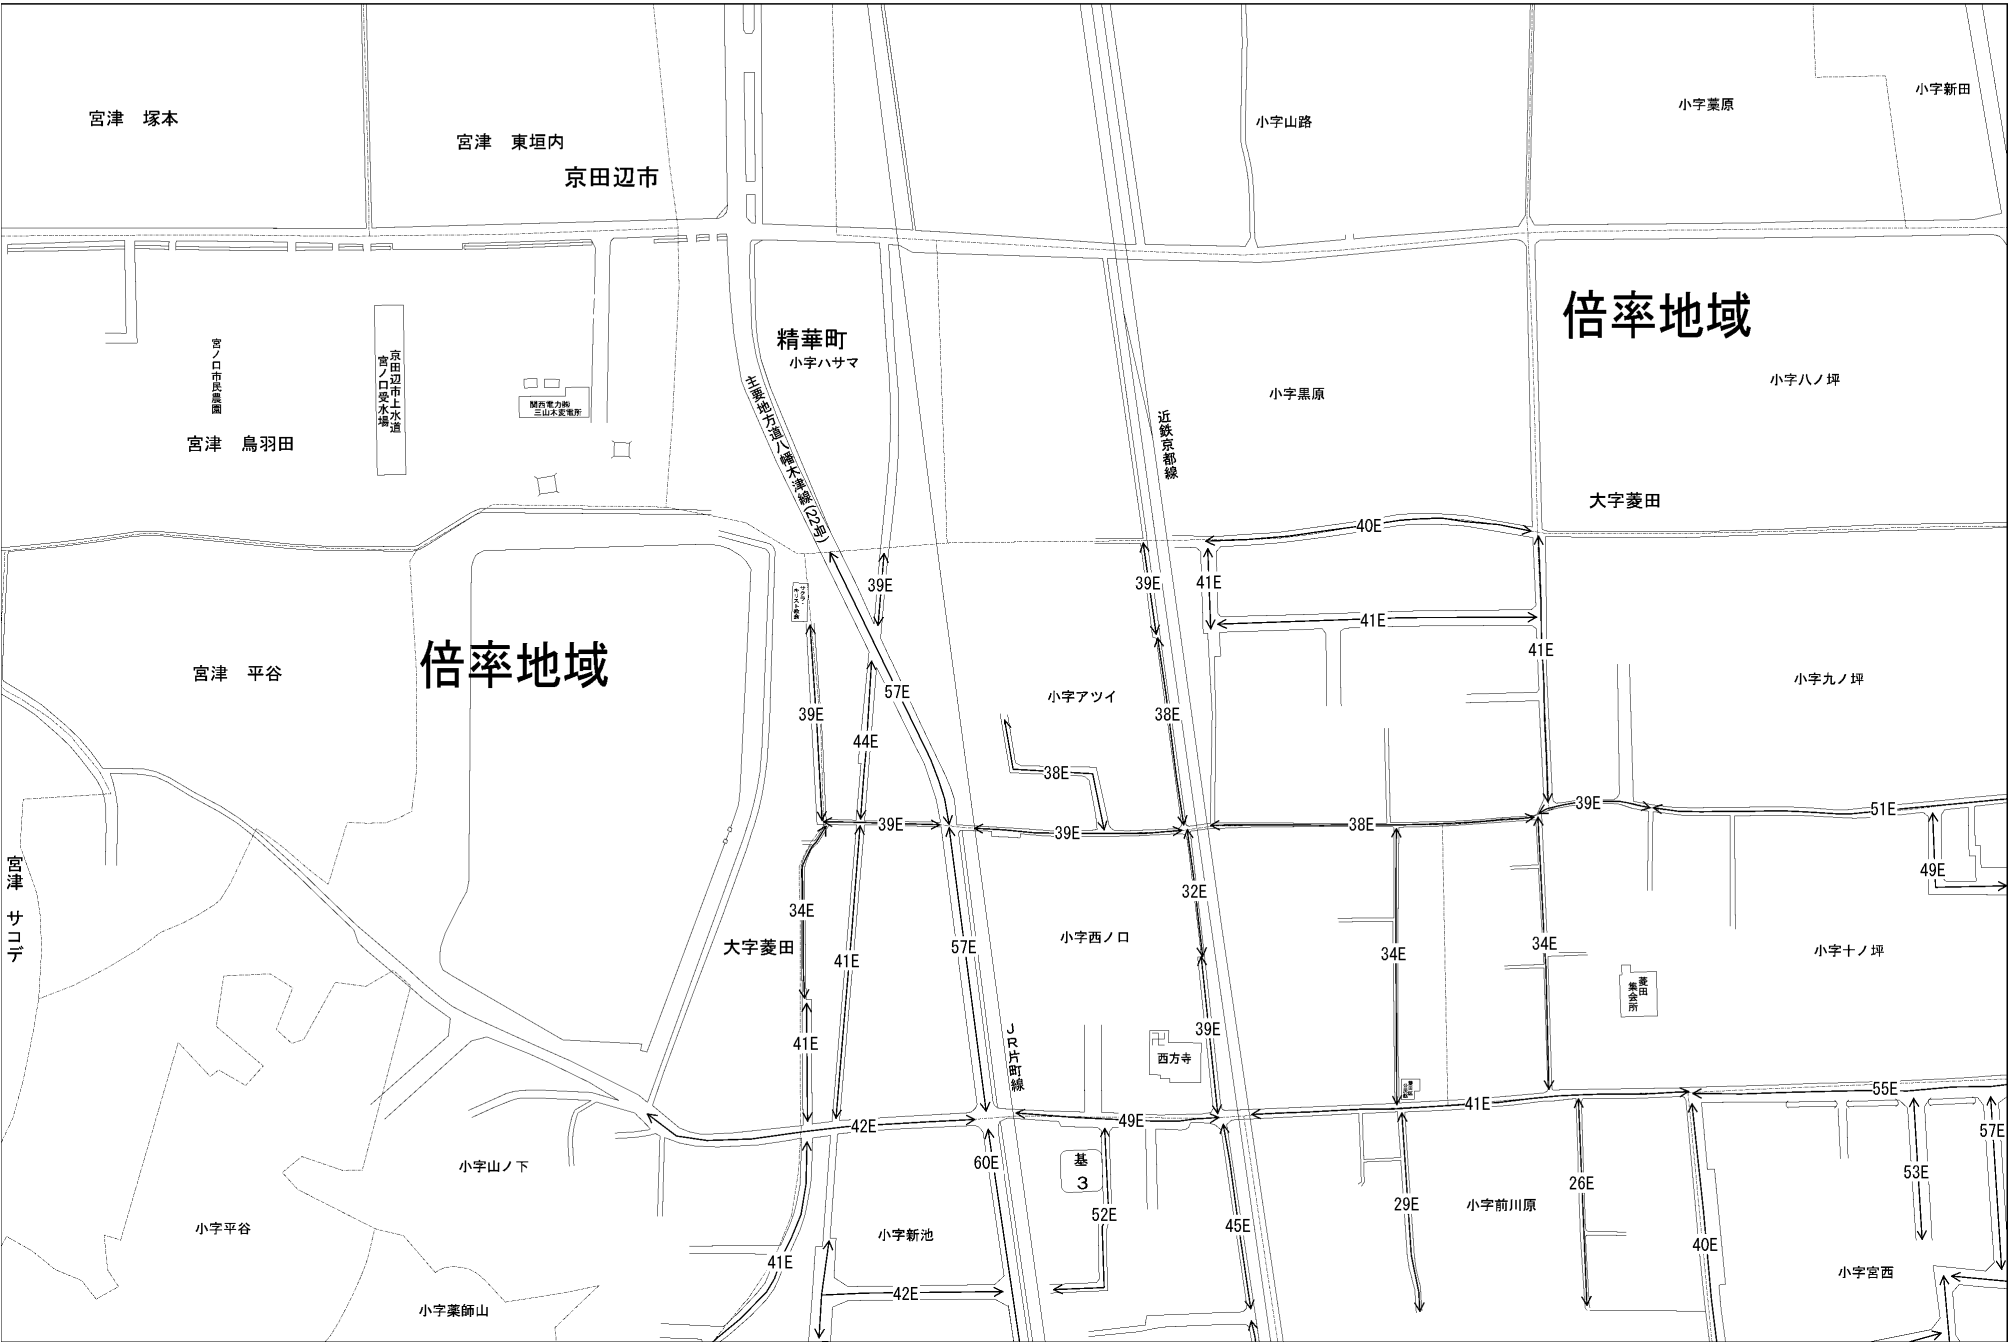 宮津　塚本
宮津　東垣内
京田辺市
小字山路
小字藁原
小字新田
倍率地域
精華町
小字ハサマ
宮ノ口市民農園
京田辺市上水道
宮ノ口受水場
関西電力㈱
三山木変電所
宮津　鳥羽田
主要地方道八幡木津線(22号)
近鉄京都線
小字黒原
小字八ノ坪
大字菱田
40E
39E
39E
41E
41E
41E
サクラ・
キリスト教会
宮津　平谷
倍率地域
57E
小字アツイ
小字九ノ坪
39E
44E
38E
38E
39E
39E
38E
39E
51E
宮津　サコデ
49E
34E
32E
大字菱田
41E
57E
小字西ノ口
34E
34E
小字十ノ坪
菱田
集会所
41E
39E
JR片町線
西方寺
42E
49E
41E
55E
57E
小字山ノ下
60E
基
3
53E
小字平谷
52E
45E
29E
小字前川原
26E
40E
小字新池
41E
42E
小字宮西
小字薬師山